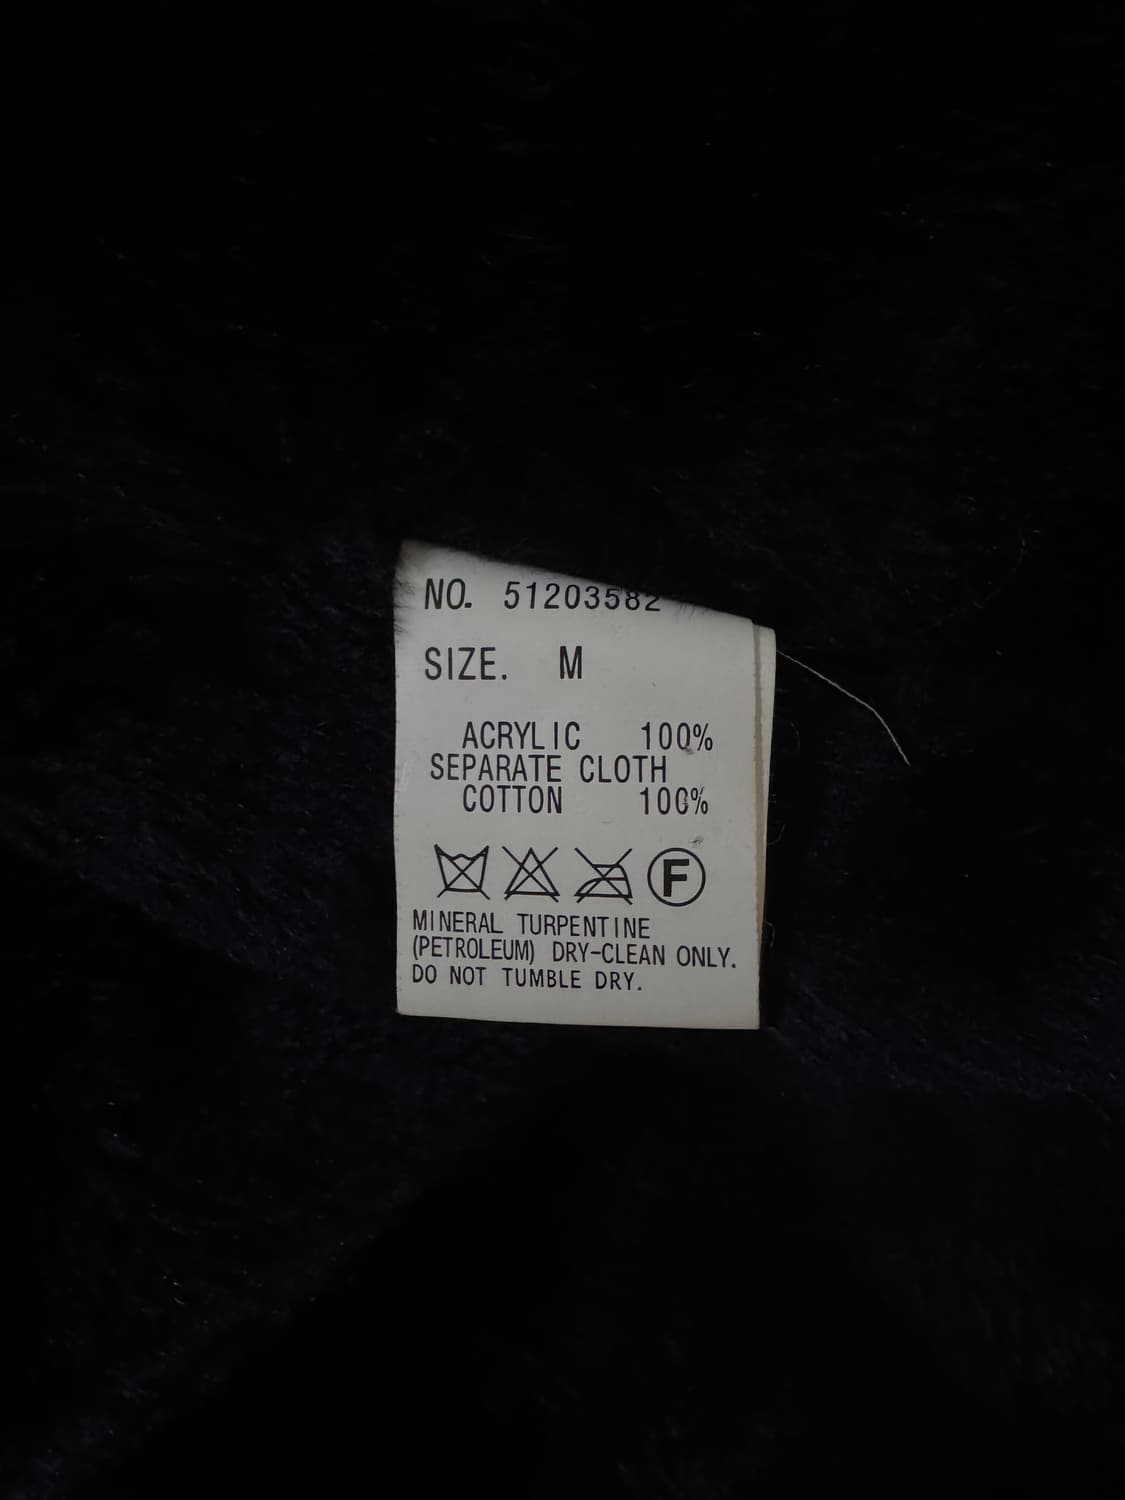 NO. 51203582
SIZE. M
ACRYLIC 100%
SEPARATE CLOTH
COTTON 100%
F
MINERAL TURPENTINE
(PETROLEUM) DRY-CLEAN ONLY.
DO NOT TUMBLE DRY.